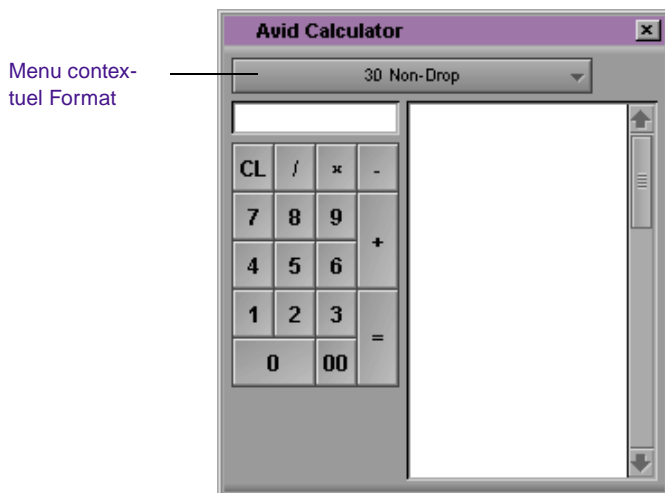 Avid Calculator
Menu contex-
tuel Format
30 Non-Drop
CL / × -
7 8 9
+
4 5 6
1 2 3
=
0 00